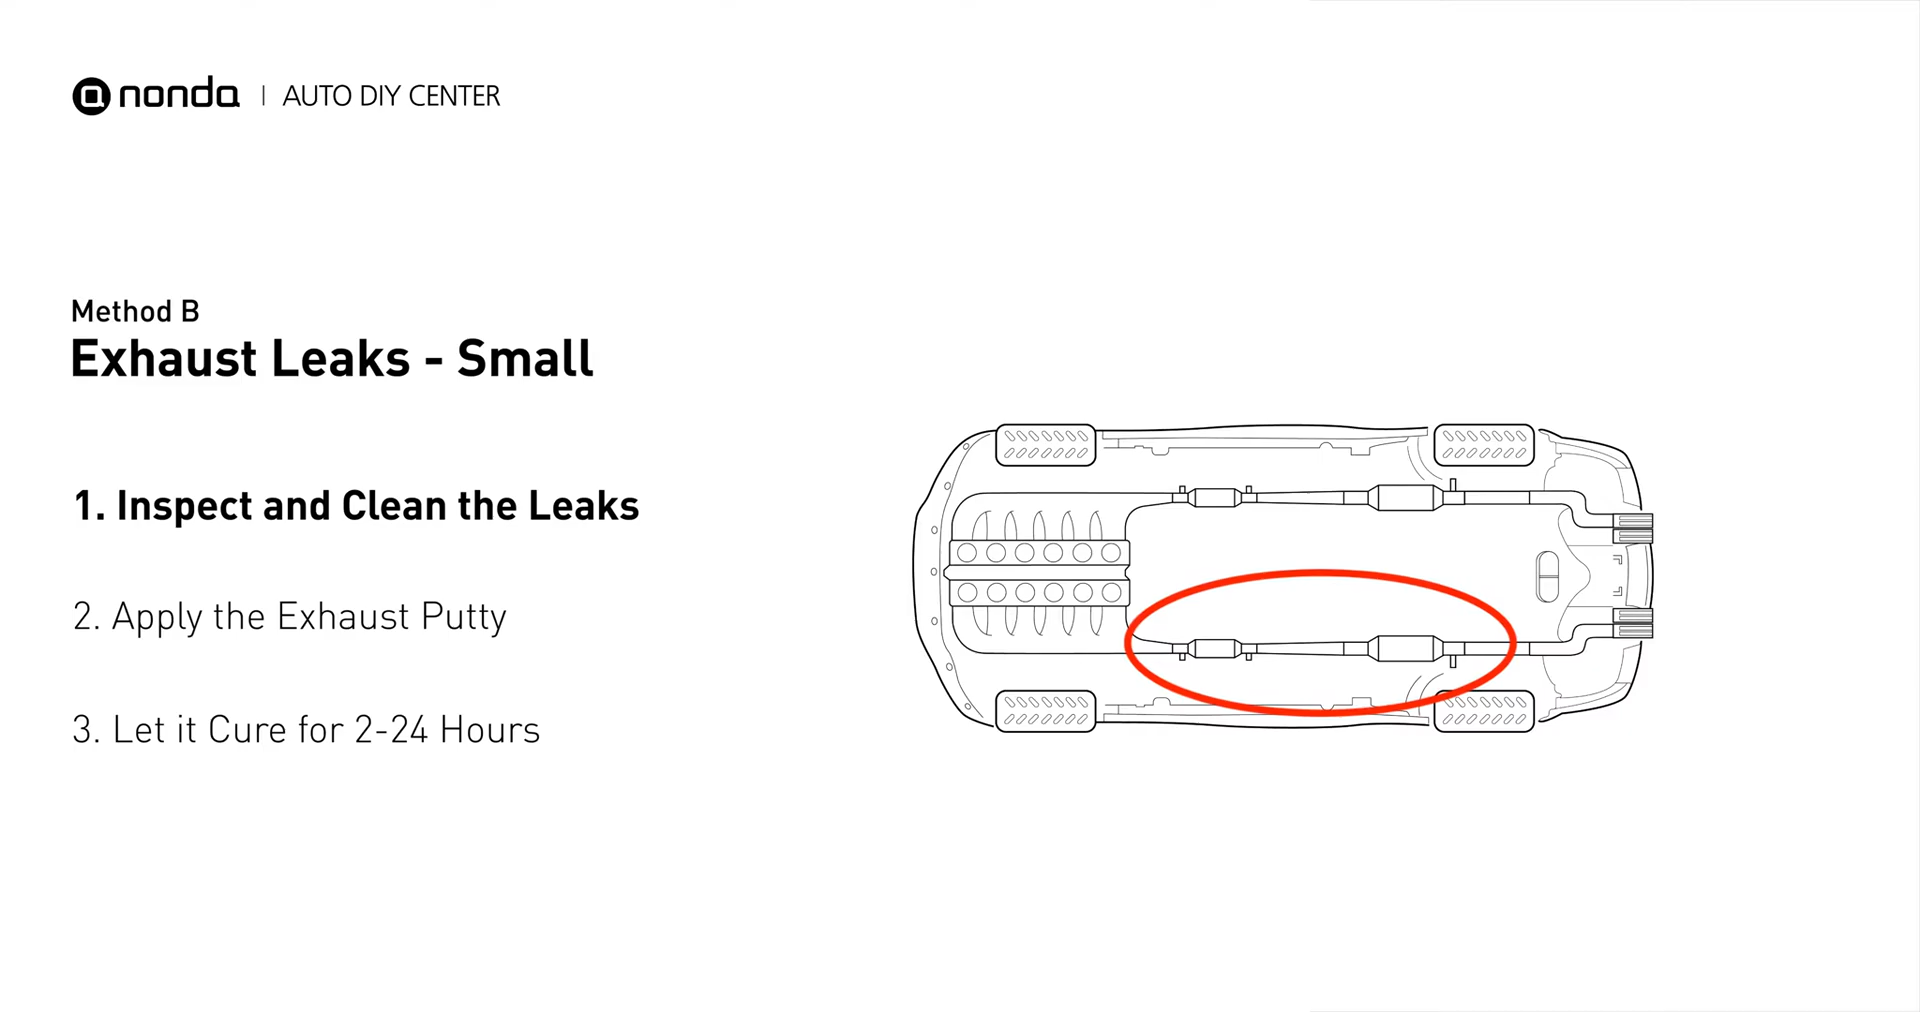 nonda | AUTO DIY CENTER
Method B
Exhaust Leaks - Small
1. Inspect and Clean the Leaks
2. Apply the Exhaust Putty
3. Let it Cure for 2-24 Hours